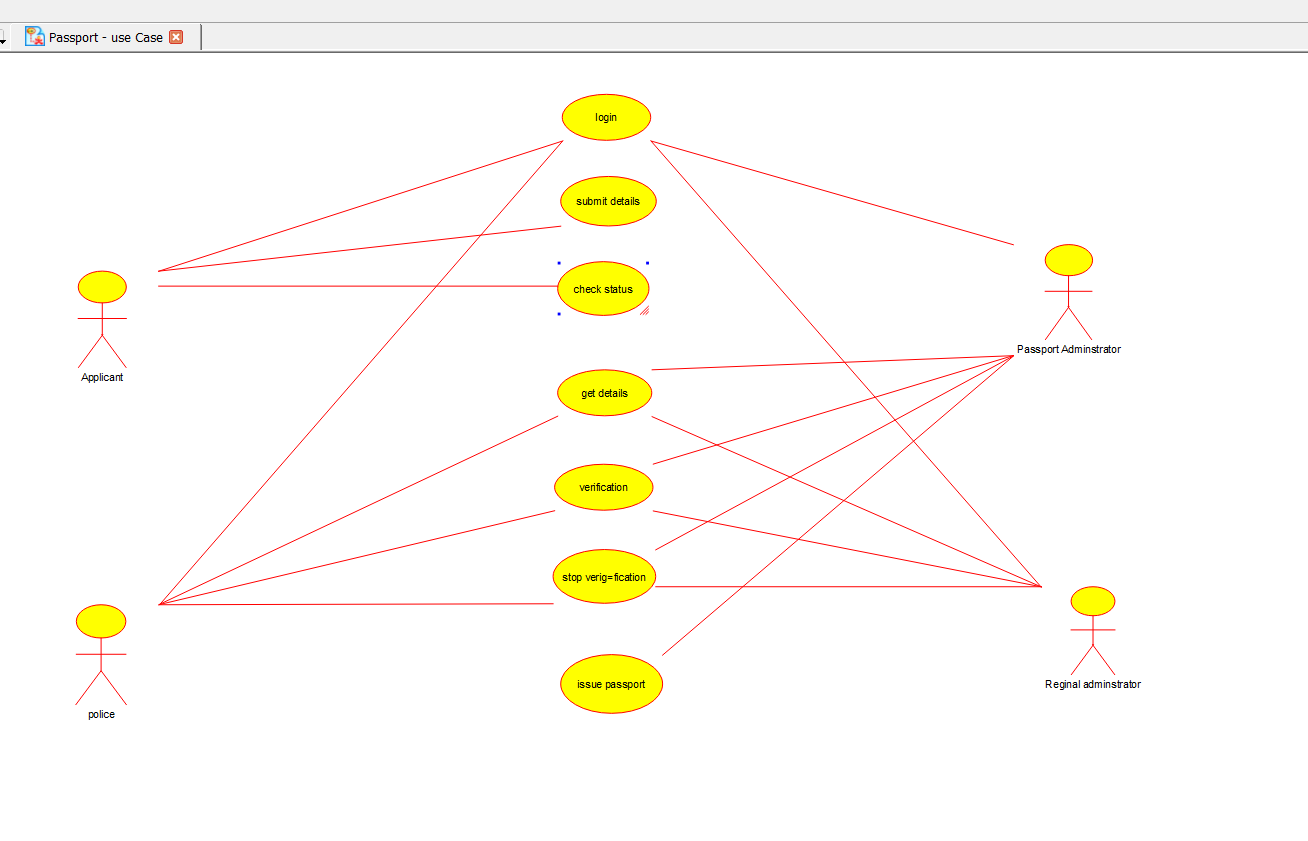 Passport - use Case
login
submit details
check status
Applicant
Passport Adminstrator
get details
verification
stop verig=fication
issue passport
police
Reginal adminstrator